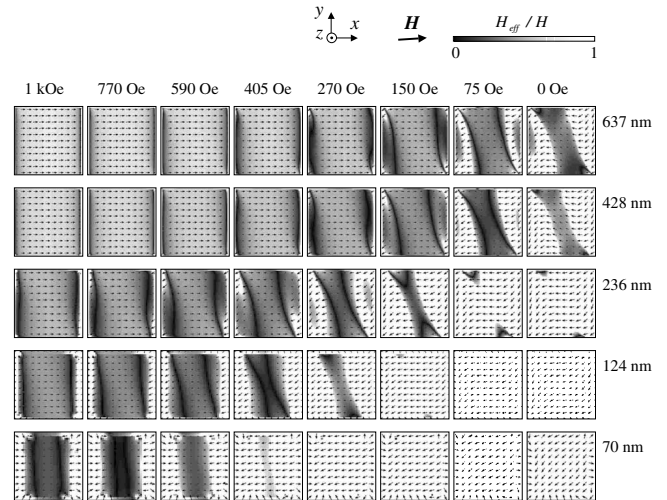 y
z x
H
H_eff / H
0 1
1 kOe 770 Oe 590 Oe 405 Oe 270 Oe 150 Oe 75 Oe 0 Oe
637 nm
428 nm
236 nm
124 nm
70 nm